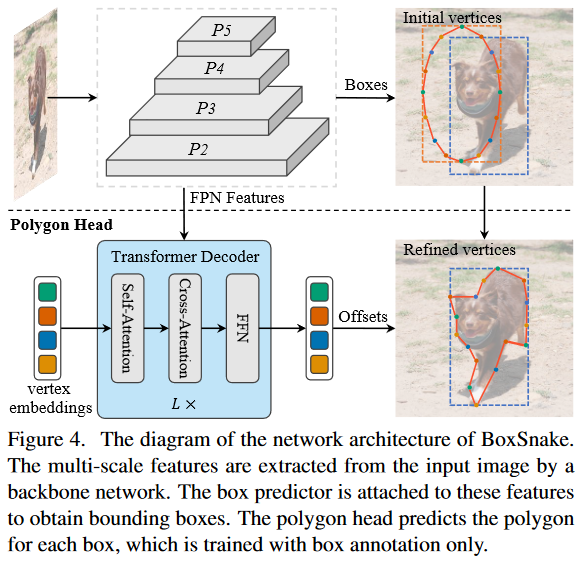 P5
P4
P3
P2
Boxes
Initial vertices
FPN Features
Polygon Head
Transformer Decoder
Self-Attention
Cross-Attention
FFN
L ×
vertex
embeddings
Offsets
Refined vertices
Figure 4. The diagram of the network architecture of BoxSnake.
The multi-scale features are extracted from the input image by a
backbone network. The box predictor is attached to these features
to obtain bounding boxes. The polygon head predicts the polygon
for each box, which is trained with box annotation only.